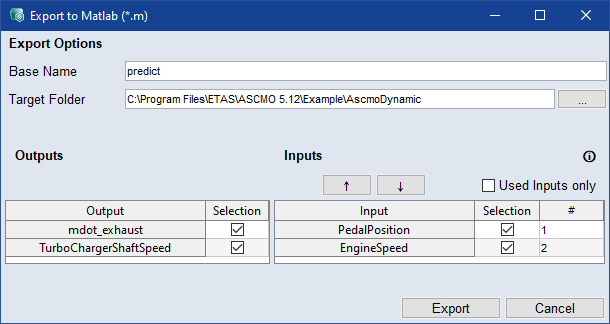 Export to Matlab (*.m)
Export Options
Base Name predict
Target Folder C:\Program Files\ETAS\ASCMO 5.12\Example\AscmoDynamic ...
Outputs Inputs
↑ ↓ Used Inputs only
Output Selection Input Selection #
mdot_exhaust PedalPosition 1
TurboChargerShaftSpeed EngineSpeed 2
Export Cancel